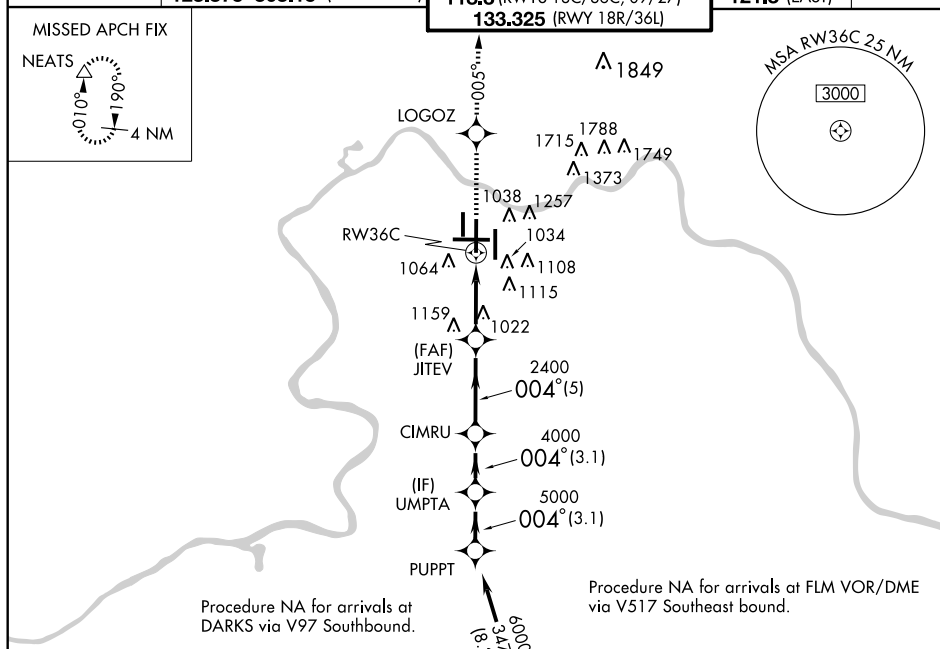 133.325 (RWY 18R/36L)
MISSED APCH FIX
NEATS
010°
190°
4 NM
005°
1849
MSA RW36C 25 NM
3000
LOGOZ
1715
1788
1749
1373
1038
1257
RW36C
1034
1064
1108
1115
1159
1022
(FAF)
JITEV
2400
004° (5)
CIMRU
4000
004° (3.1)
(IF)
UMPTA
5000
004° (3.1)
PUPPT
6000
Procedure NA for arrivals at
DARKS via V97 Southbound.
Procedure NA for arrivals at FLM VOR/DME
via V517 Southeast bound.